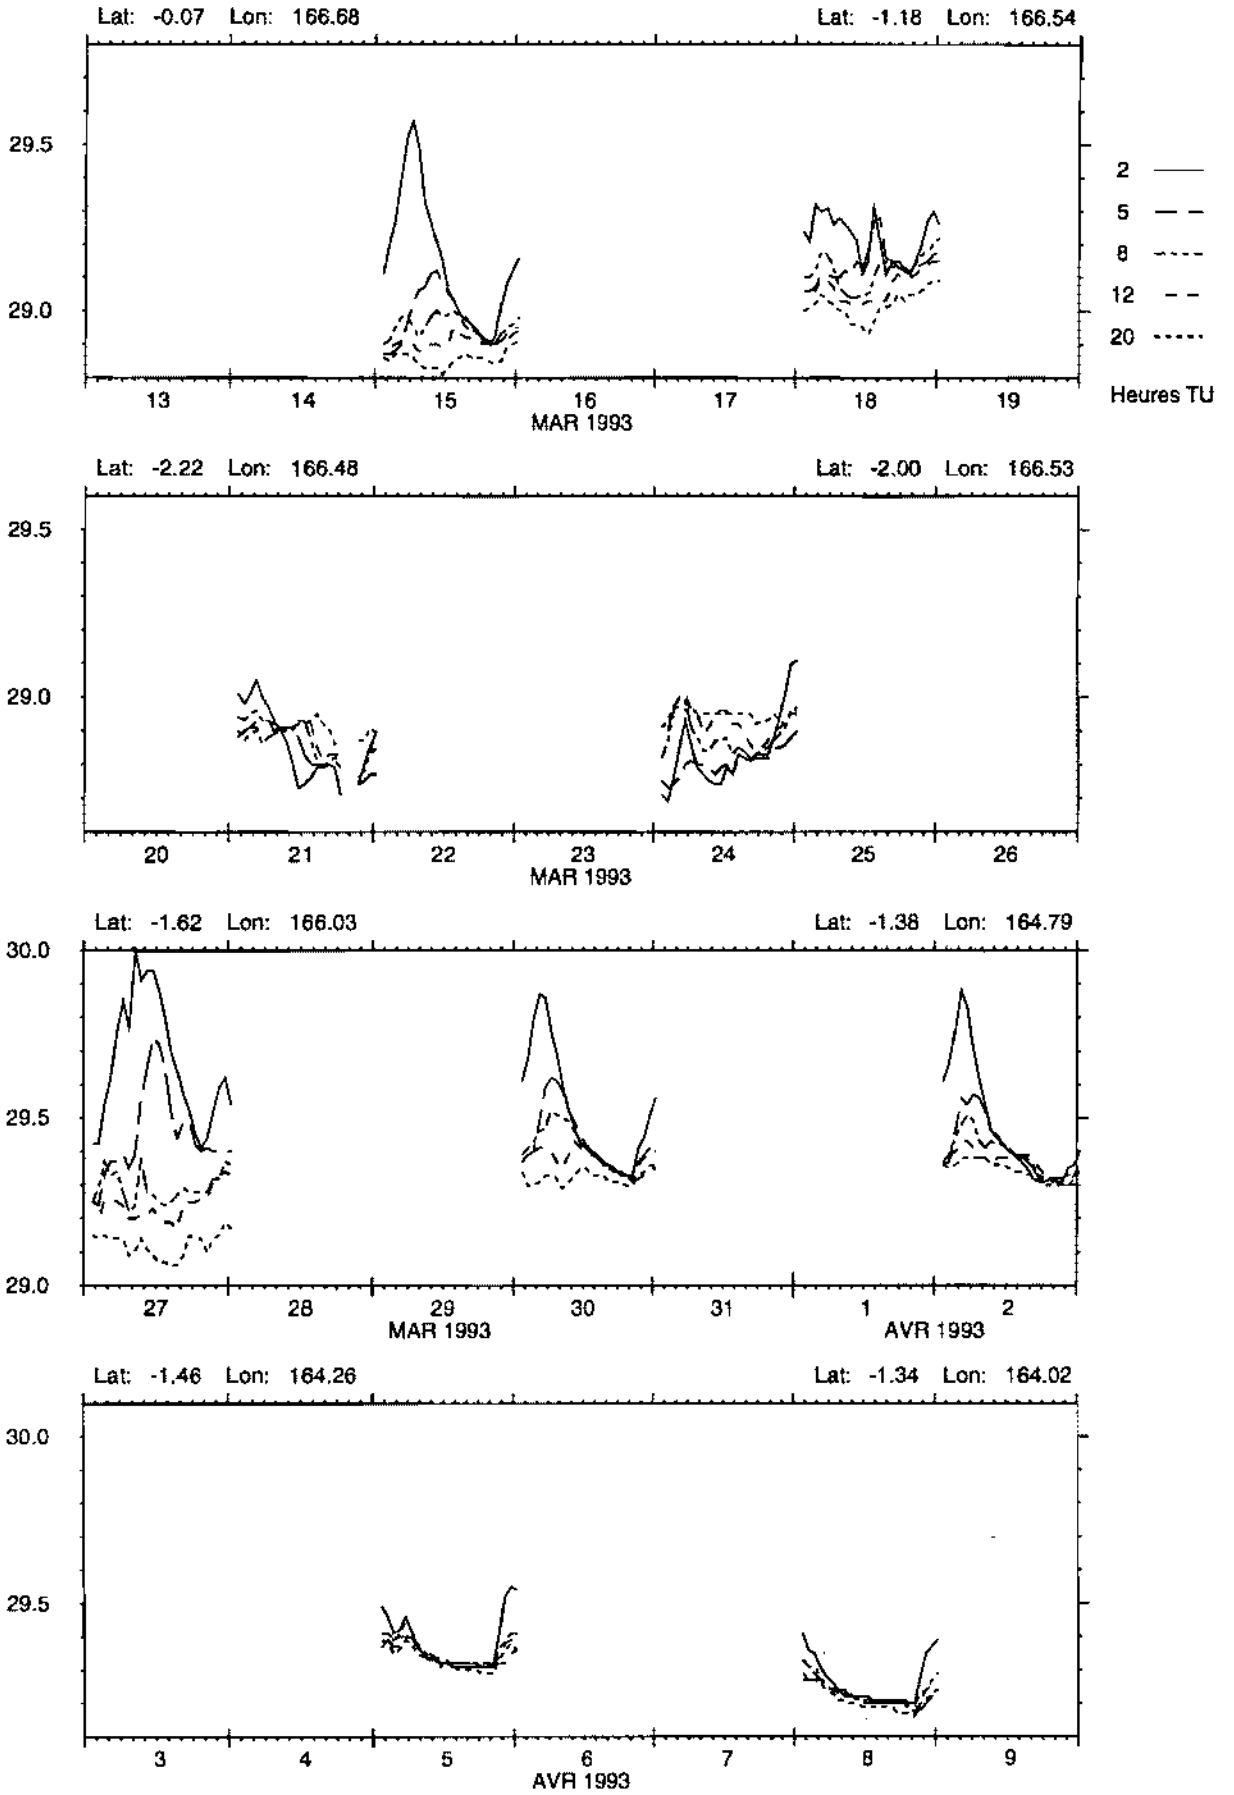 Lat: -0.07 Lon: 166.68 Lat: -1.18 Lon: 166.54
29.5
2
5
8
29.0
12
20
13 14 15 16 17 18 19 Heures TU
MAR 1993
Lat: -2.22 Lon: 166.48 Lat: -2.00 Lon: 166.53
29.5
29.0
20 21 22 23 24 25 26
MAR 1993
Lat: -1.62 Lon: 166.03 Lat: -1.38 Lon: 164.79
30.0
29.5
29.0
27 28 29 30 31 1 2
MAR 1993 AVR 1993
Lat: -1.46 Lon: 164.26 Lat: -1.34 Lon: 164.02
30.0
29.5
3 4 5 6 7 8 9
AVR 1993